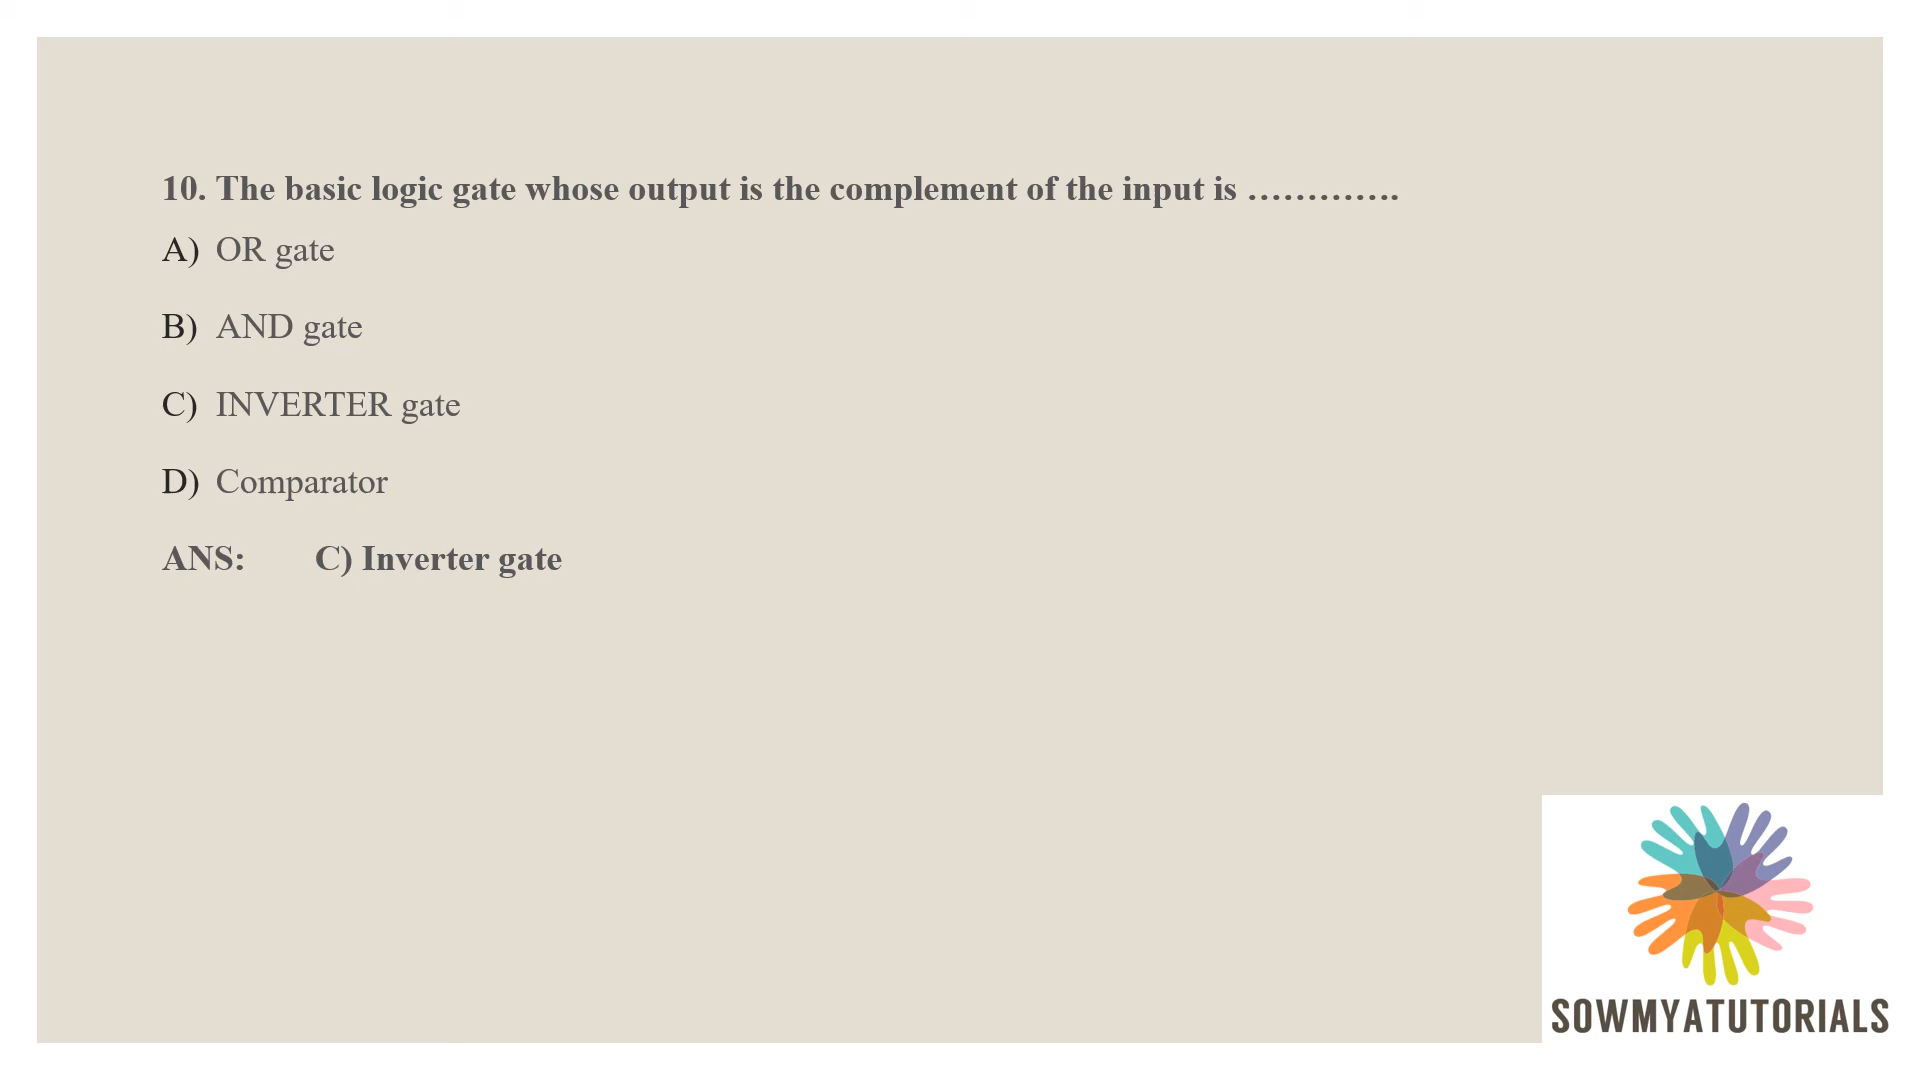 10. The basic logic gate whose output is the complement of the input is ………….
A) OR gate
B) AND gate
C) INVERTER gate
D) Comparator
ANS: C) Inverter gate
SOWMYATUTORIALS